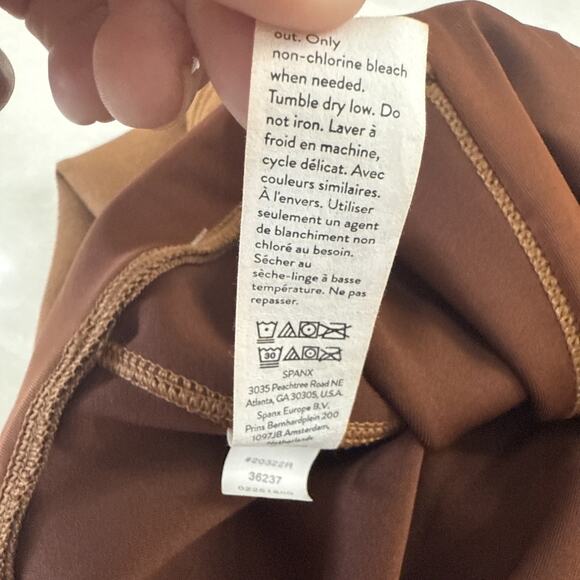 out. Only
non-chlorine bleach
when needed.
Tumble dry low. Do
not iron. Laver à
froid en machine,
cycle délicat. Avec
couleurs similaires.
À l'envers. Utiliser
seulement un agent
de blanchiment non
chloré au besoin.
Sécher au
sèche-linge à basse
température. Ne pas
repasser.
30
SPANX
3035 Peachtree Road NE
Atlanta, GA 30305, U.S.A.
Spanx Europe B.V.
Prins Bernhardplein 200
1097JB Amsterdam,
Netherlands
#20322R
36237